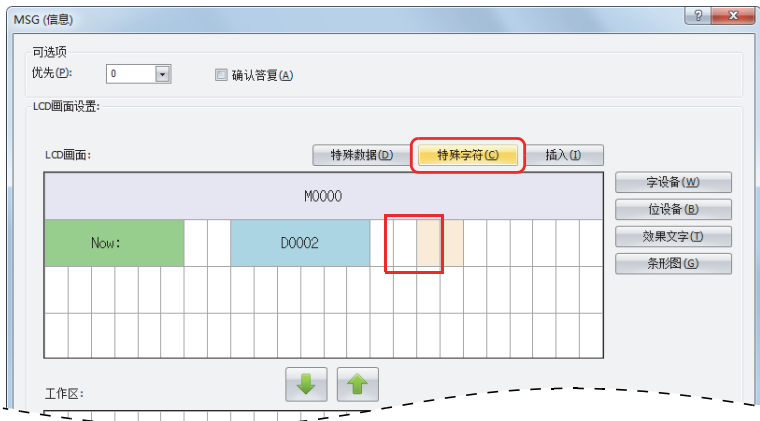 MSG (信息)
可选项
优先(P): 0 确认答复(A)
LCD画面设置:
LCD画面: 特殊数据(D) 特殊字符(C) 插入(I)
M0000 字设备(W)
位设备(B)
Now: D0002 效果文字(T)
条形图(G)
工作区: